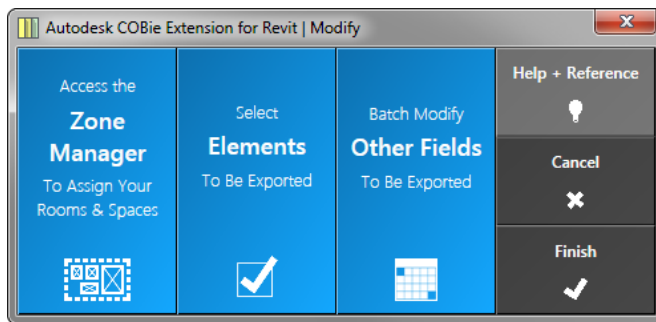 Autodesk COBie Extension for Revit | Modify
Access the
Zone
Manager
To Assign Your
Rooms & Spaces
Select
Elements
To Be Exported
Batch Modify
Other Fields
To Be Exported
Help + Reference
Cancel
Finish